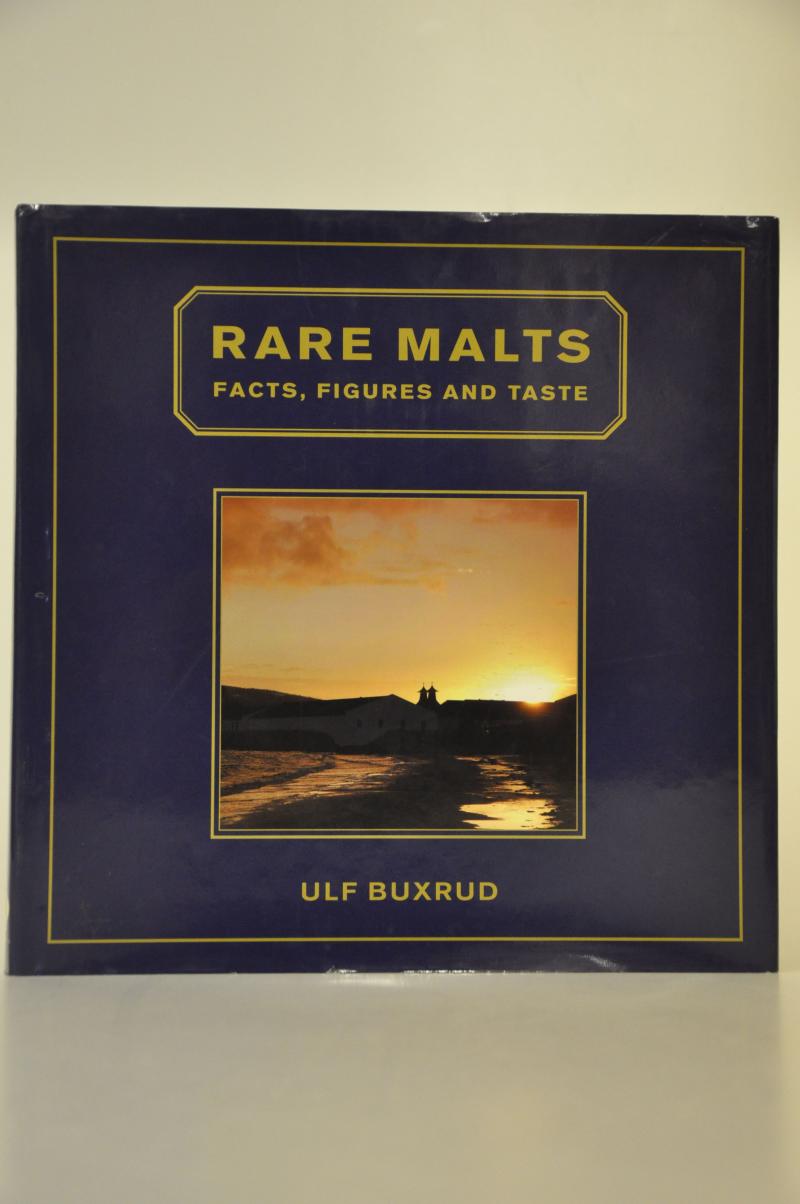 RARE MALTS
FACTS, FIGURES AND TASTE
ULF BUXRUD